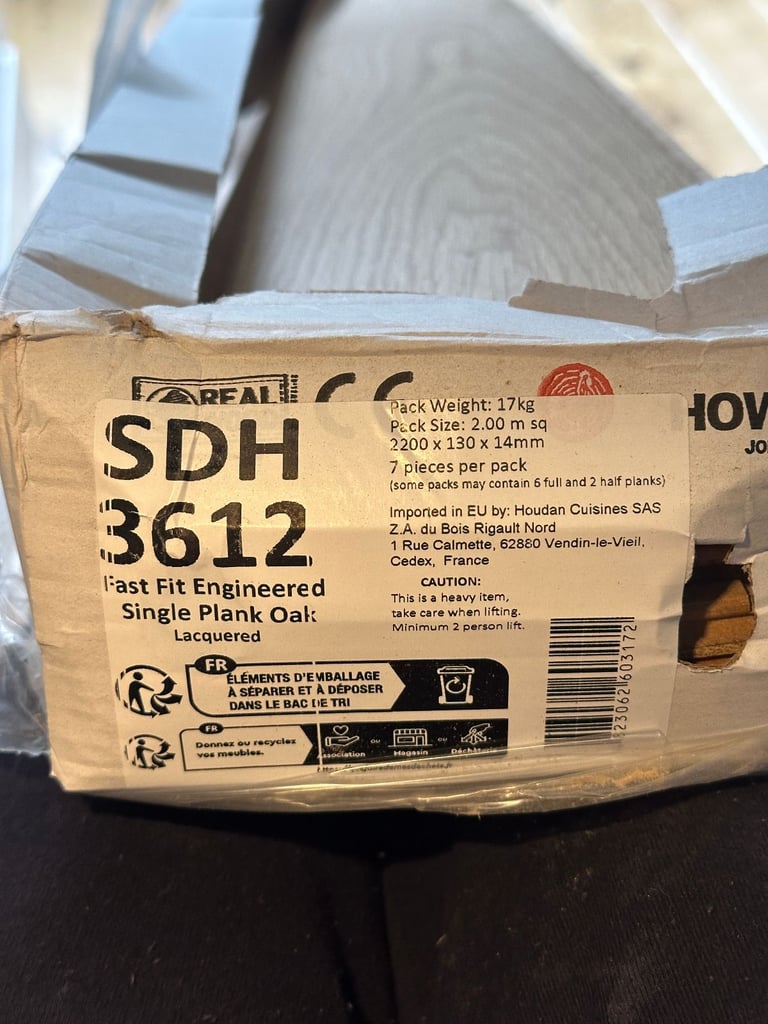 REAL
CE
HOW
JO
SDH
3612
Fast Fit Engineered
Single Plank Oak
Lacquered
Pack Weight: 17kg
Pack Size: 2.00 m sq
2200 x 130 x 14mm
7 pieces per pack
(some packs may contain 6 full and 2 half planks)
Imported in EU by: Houdan Cuisines SAS
Z.A. du Bois Rigault Nord
1 Rue Calmette, 62880 Vendin-le-Vieil,
Cedex, France
CAUTION:
This is a heavy item,
take care when lifting.
Minimum 2 person lift.
FR
ÉLÉMENTS D'EMBALLAGE
À SÉPARER ET À DÉPOSER
DANS LE BAC DE TRI
FR
Donnez ou recyclez
vos meubles.
Association ou Magasin ou
23062 603172